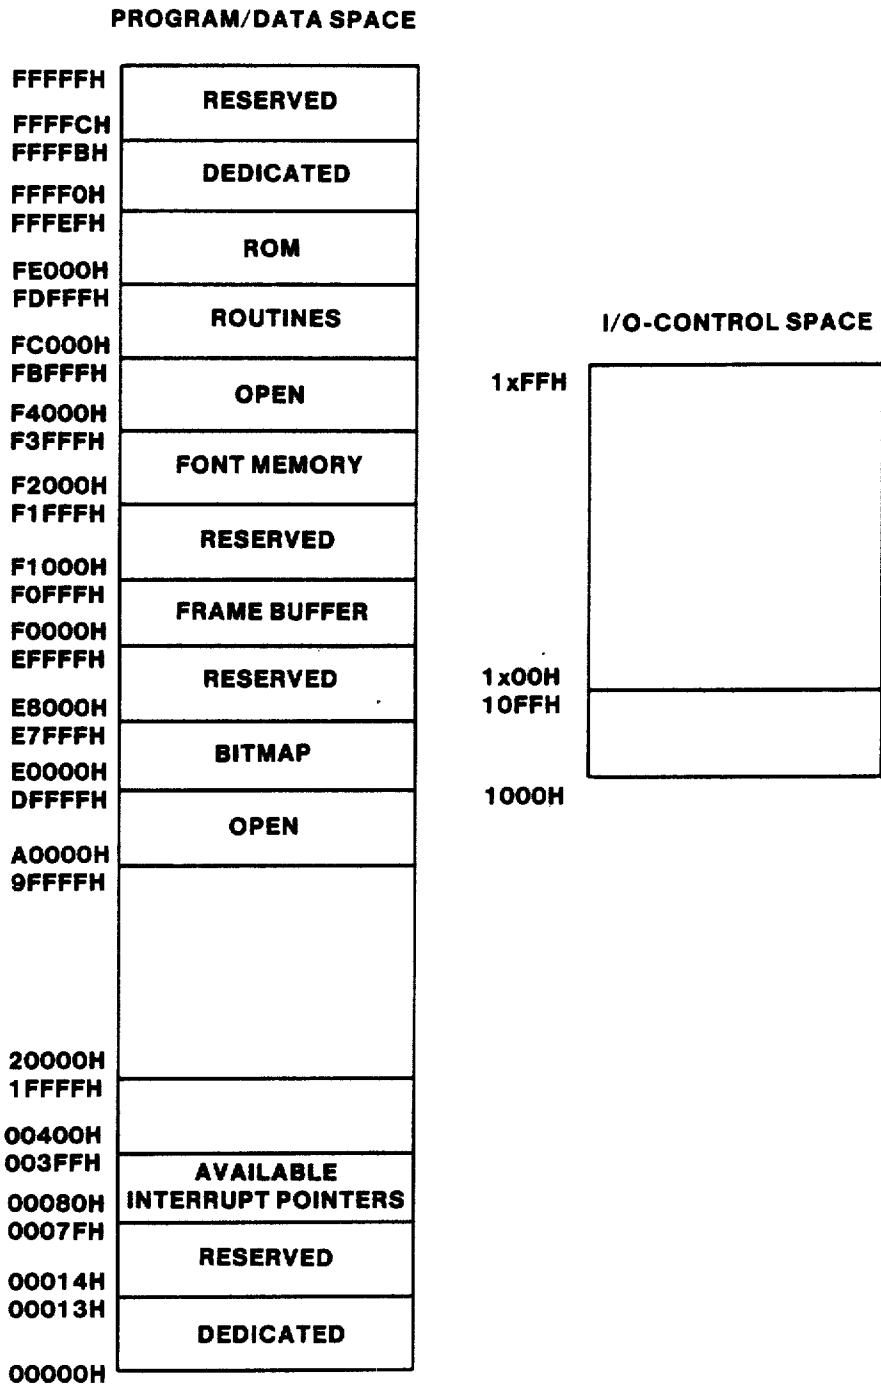 PROGRAM/DATA SPACE
FFFFFH
RESERVED
FFFFCH
FFFFBH
DEDICATED
FFFF0H
FFFEFH
ROM
FE000H
FDFFFH
ROUTINES
FC000H
FBFFFH
OPEN
F4000H
F3FFFH
FONT MEMORY
F2000H
F1FFFH
RESERVED
F1000H
F0FFFH
FRAME BUFFER
F0000H
EFFFFH
RESERVED
E8000H
E7FFFH
BITMAP
E0000H
DFFFFH
OPEN
A0000H
9FFFFH
20000H
1FFFFH
00400H
003FFH
AVAILABLE
INTERRUPT POINTERS
00080H
0007FH
RESERVED
00014H
00013H
DEDICATED
00000H
I/O-CONTROL SPACE
1xFFH
1x00H
10FFH
1000H